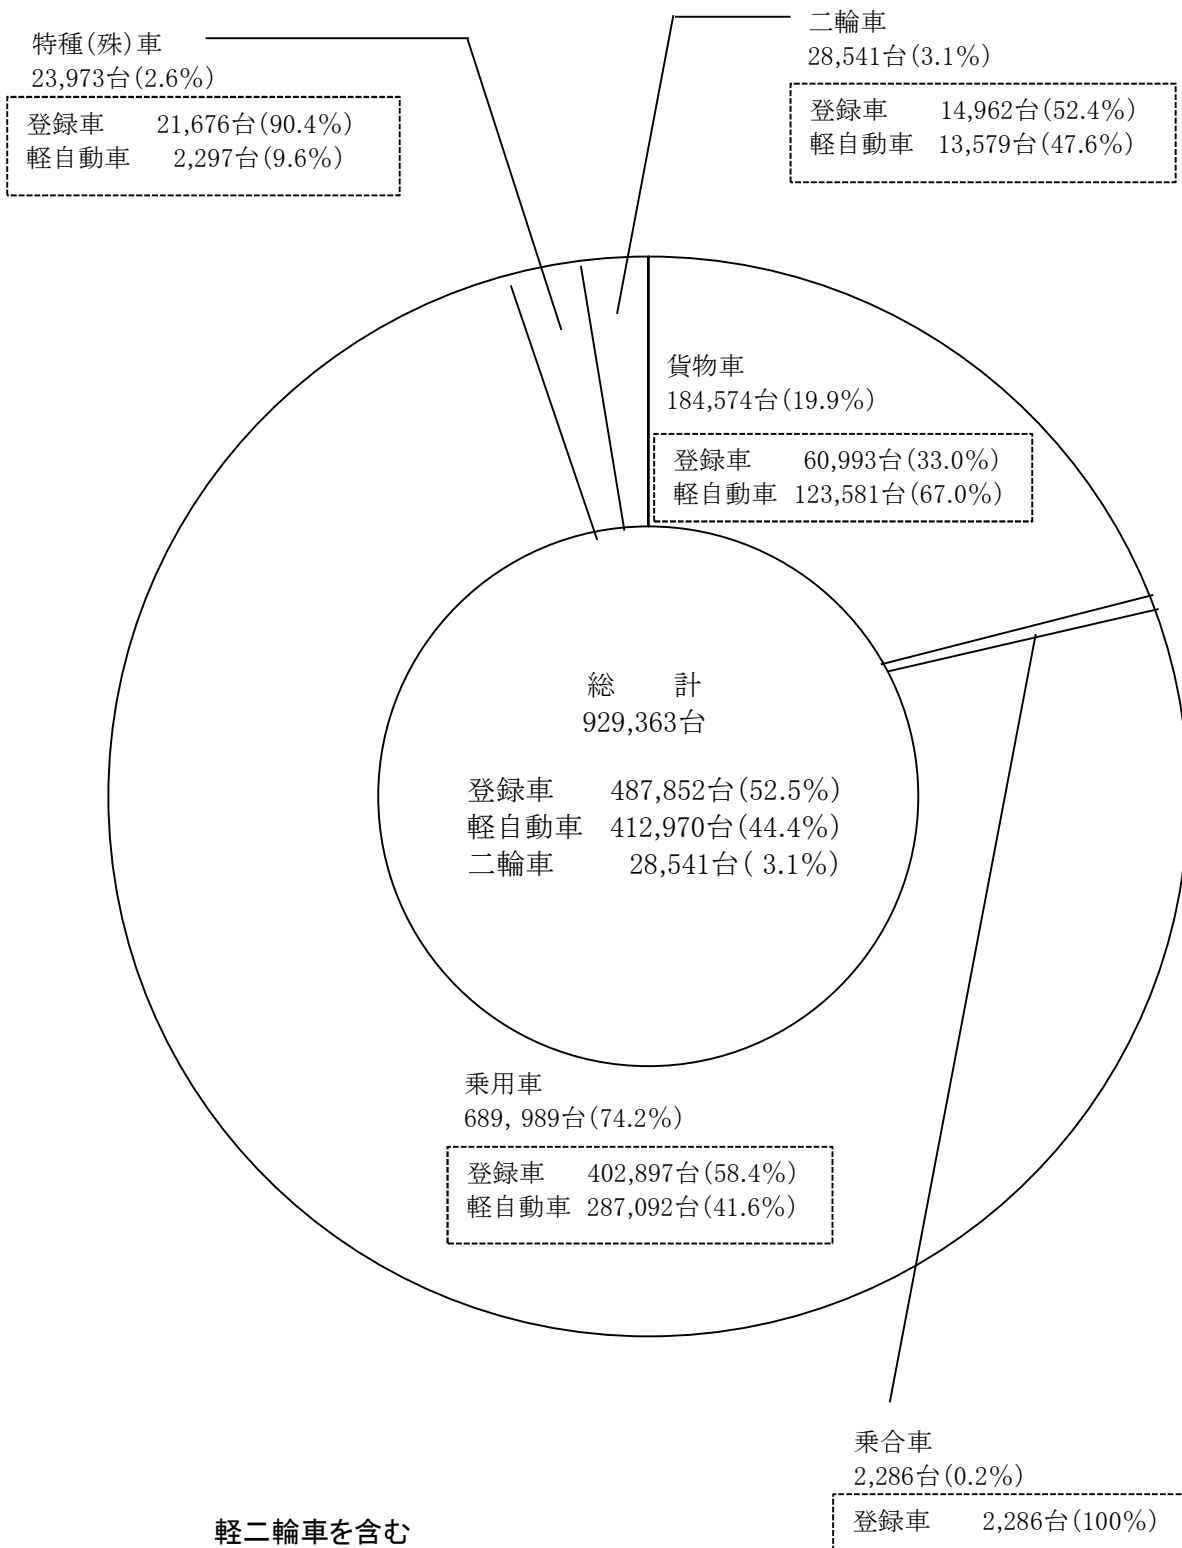 特種(殊)車
23,973台(2.6%)
登録車 21,676台(90.4%)
軽自動車 2,297台(9.6%)
二輪車
28,541台(3.1%)
登録車 14,962台(52.4%)
軽自動車 13,579台(47.6%)
貨物車
184,574台(19.9%)
登録車 60,993台(33.0%)
軽自動車 123,581台(67.0%)
総 計
929,363台
登録車 487,852台(52.5%)
軽自動車 412,970台(44.4%)
二輪車 28,541台( 3.1%)
乗用車
689, 989台(74.2%)
登録車 402,897台(58.4%)
軽自動車 287,092台(41.6%)
乗合車
2,286台(0.2%)
登録車 2,286台(100%)
軽二輪車を含む